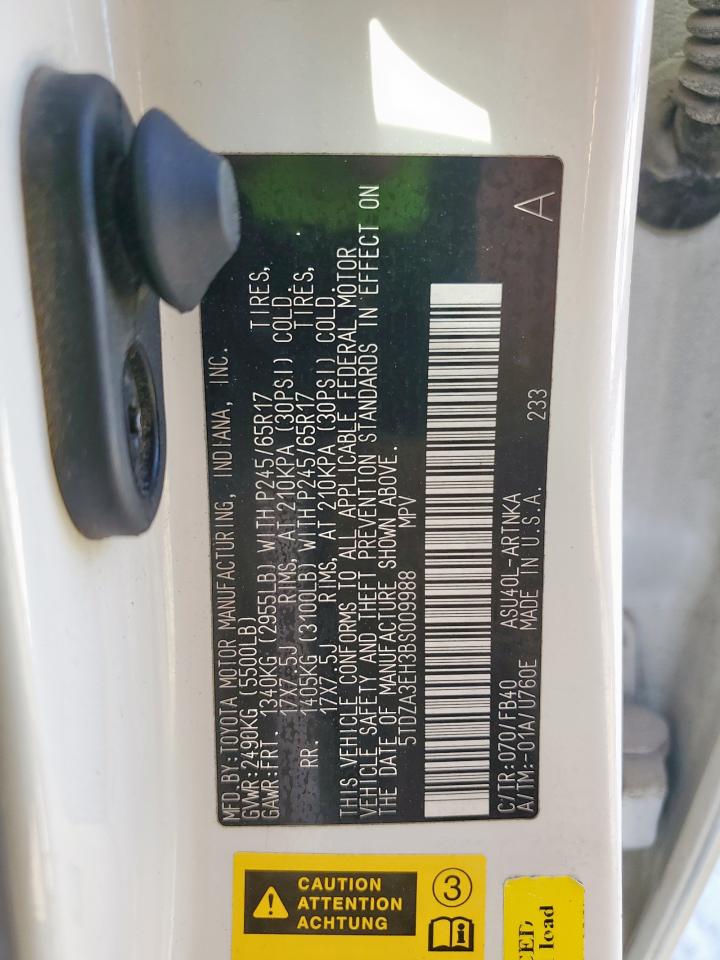 MFD.BY:TOYOTA MOTOR MANUFACTURING, INDIANA, INC.
GVWR:2490KG (5500LB)
GAWR:FRT. 1340KG (2955LB) WITH P245/65R17 TIRES,
17X7.5J RIMS, AT 210KPA (30PSI) COLD.
RR. 1405KG (3100LB) WITH P245/65R17 TIRES,
17X7.5J RIMS, AT 210KPA (30PSI) COLD.
THIS VEHICLE CONFORMS TO ALL APPLICABLE FEDERAL MOTOR
VEHICLE SAFETY AND THEFT PREVENTION STANDARDS IN EFFECT ON
THE DATE OF MANUFACTURE SHOWN ABOVE.
5TDZA3EH3BS009988 MPV
C/TR:070/FB40 ASU40L-ARTNKA
A/TM:-01A/U760E MADE IN U.S.A. 233
A
CAUTION
ATTENTION
ACHTUNG
3
load